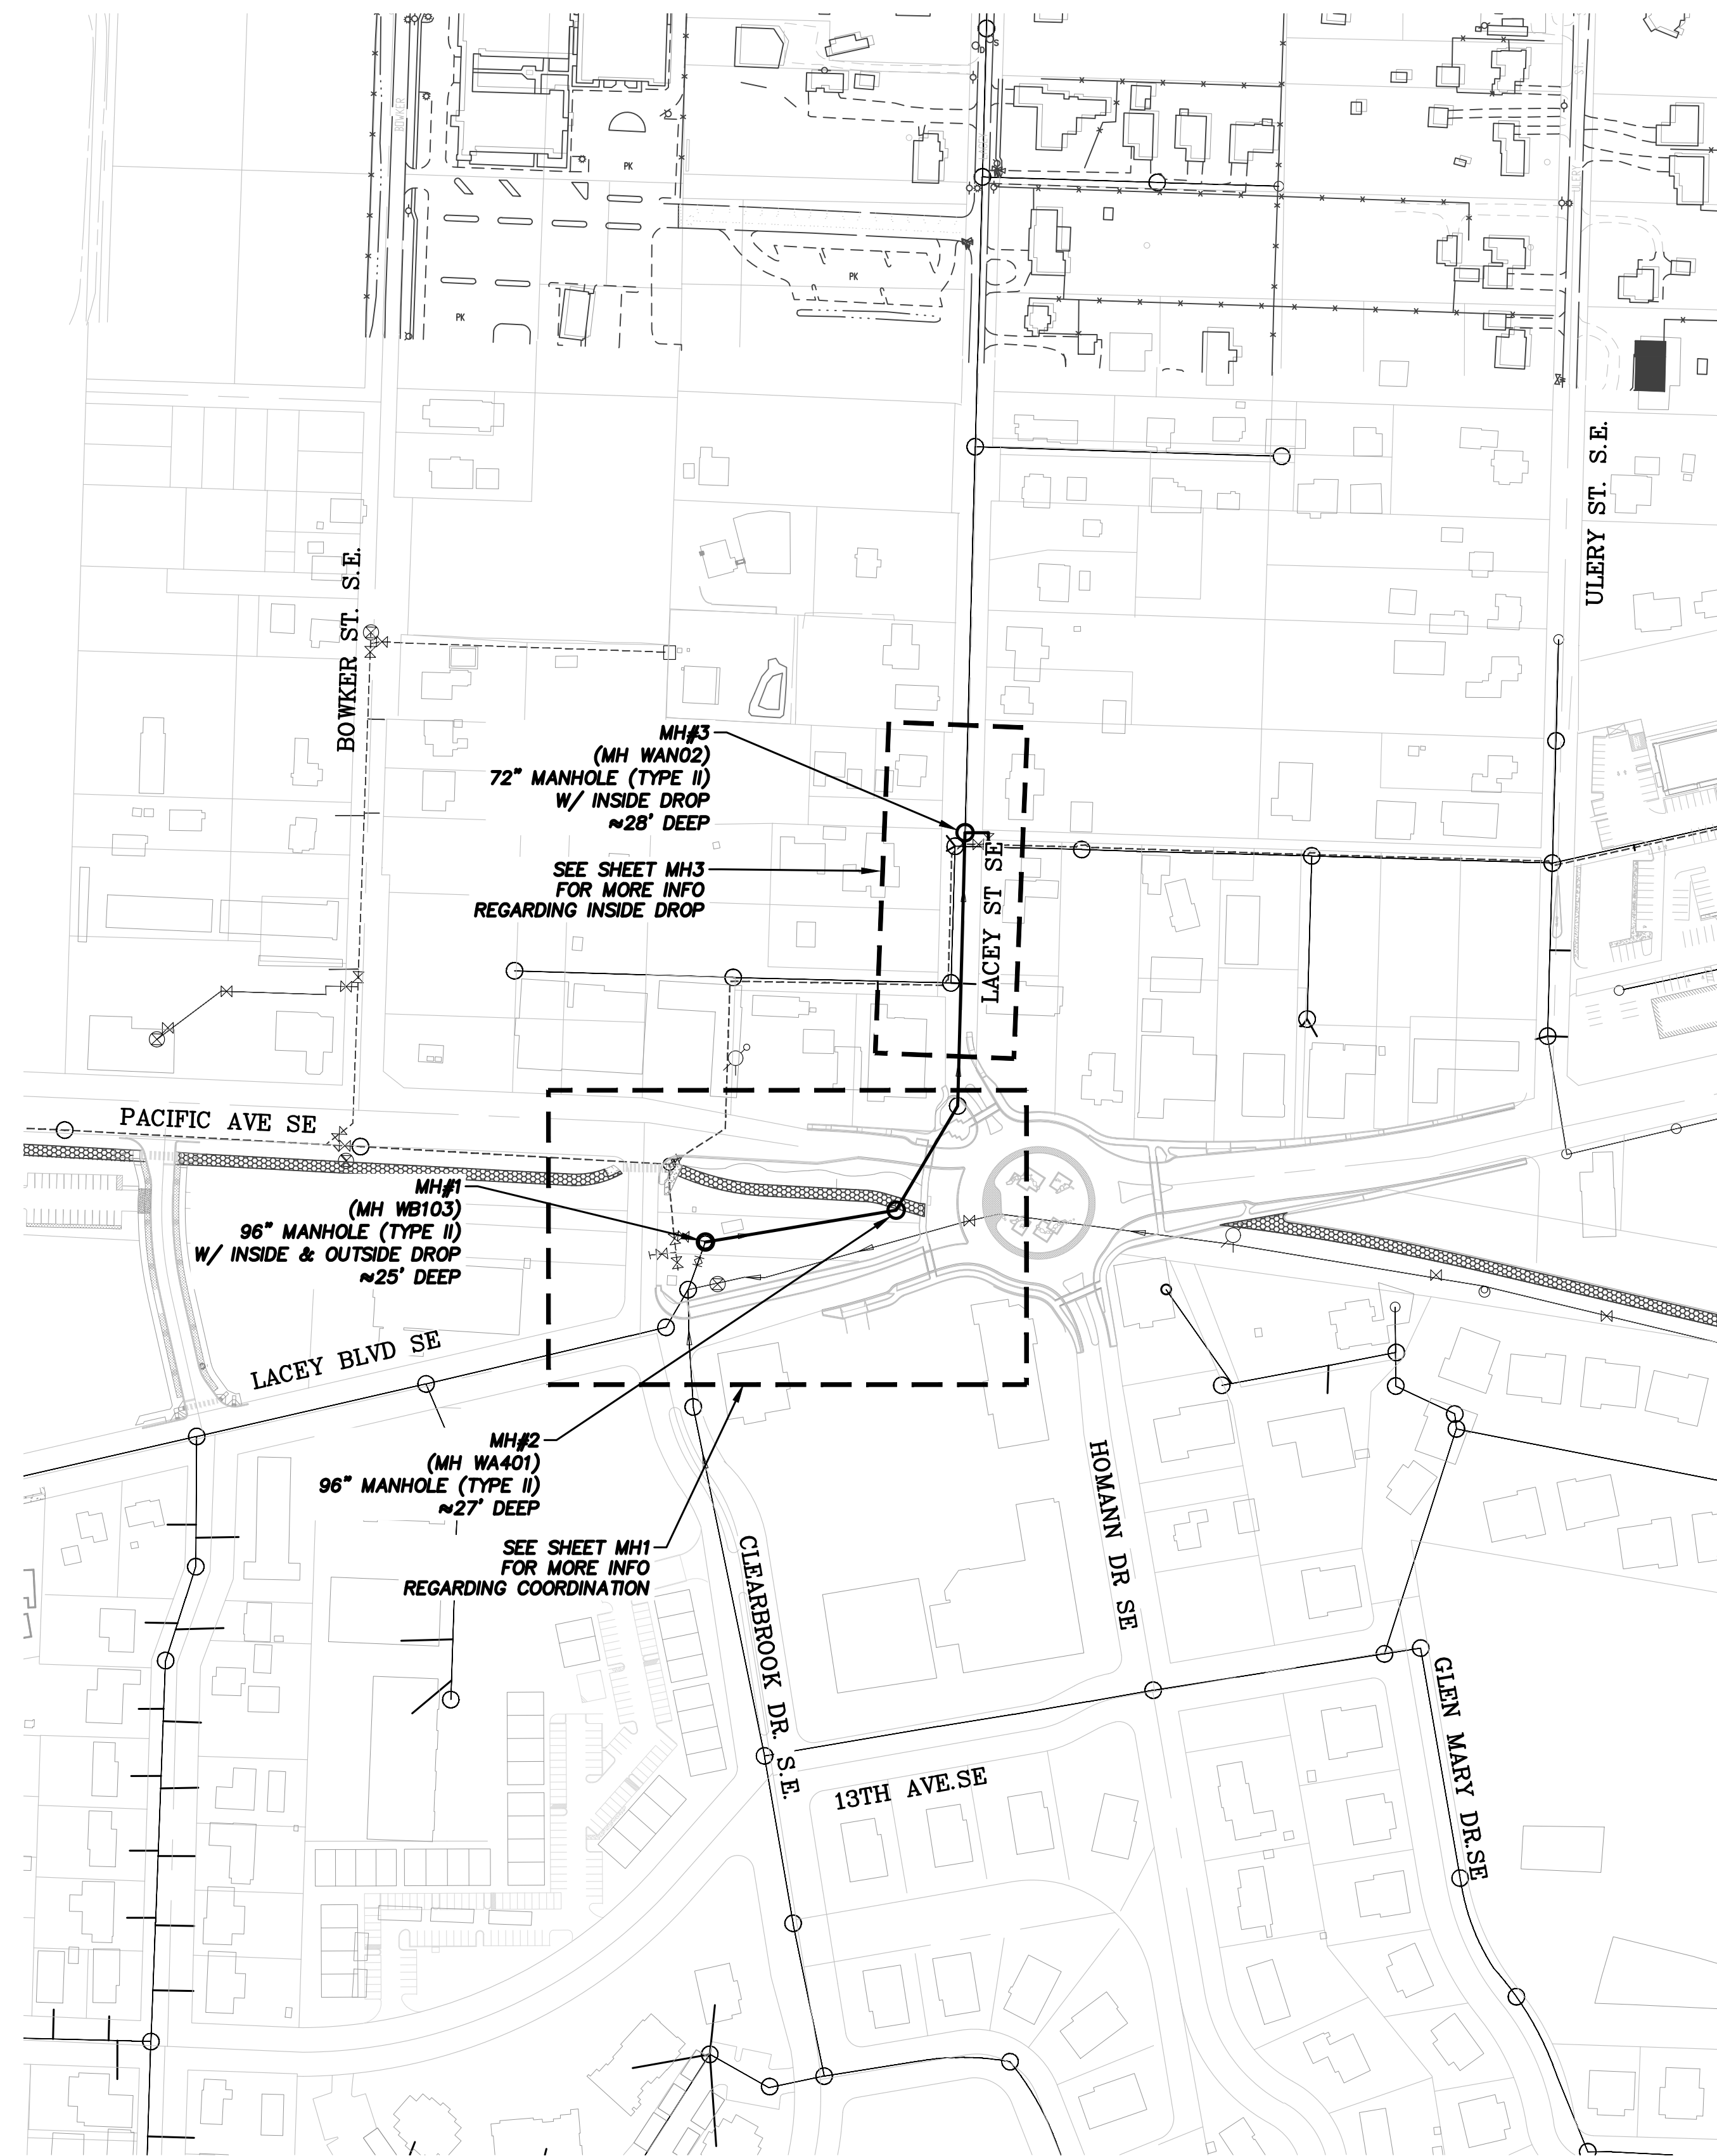 BOWKER
ULERY ST.
PK
PK
PK
ULERY ST. S.E.
BOWKER ST. S.E.
MH#3
(MH WAN02)
72" MANHOLE (TYPE II)
W/ INSIDE DROP
≈28' DEEP
SEE SHEET MH3
FOR MORE INFO
REGARDING INSIDE DROP
LACEY ST SE
PACIFIC AVE SE
MH#1
(MH WB103)
96" MANHOLE (TYPE II)
W/ INSIDE & OUTSIDE DROP
≈25' DEEP
LACEY BLVD SE
MH#2
(MH WA401)
96" MANHOLE (TYPE II)
≈27' DEEP
SEE SHEET MH1
FOR MORE INFO
REGARDING COORDINATION
HOMANN DR SE
CLEARBROOK DR. S.E.
13TH AVE.SE
GLEN MARY DR.SE